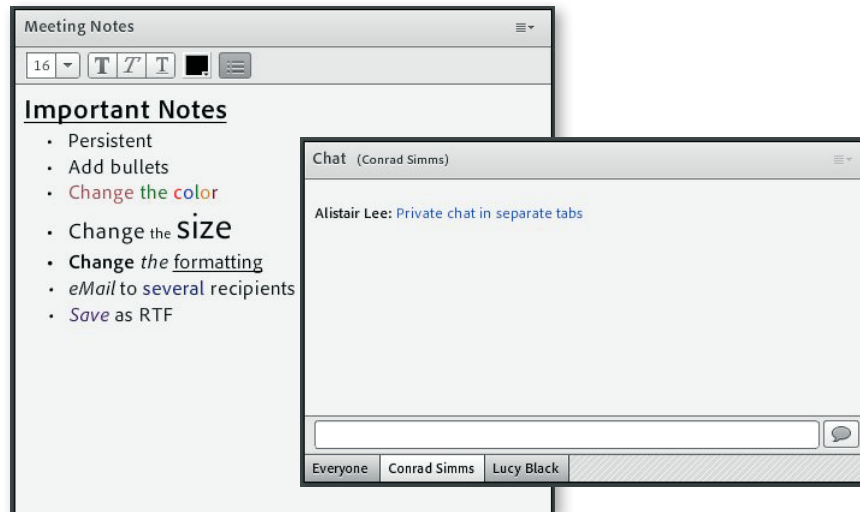 Meeting Notes
16 T T T
Important Notes
• Persistent
• Add bullets
• Change the color
• Change the size
• Change the formatting
• eMail to several recipients
• Save as RTF
Chat (Conrad Simms)
Alistair Lee: Private chat in separate tabs
Everyone Conrad Simms Lucy Black